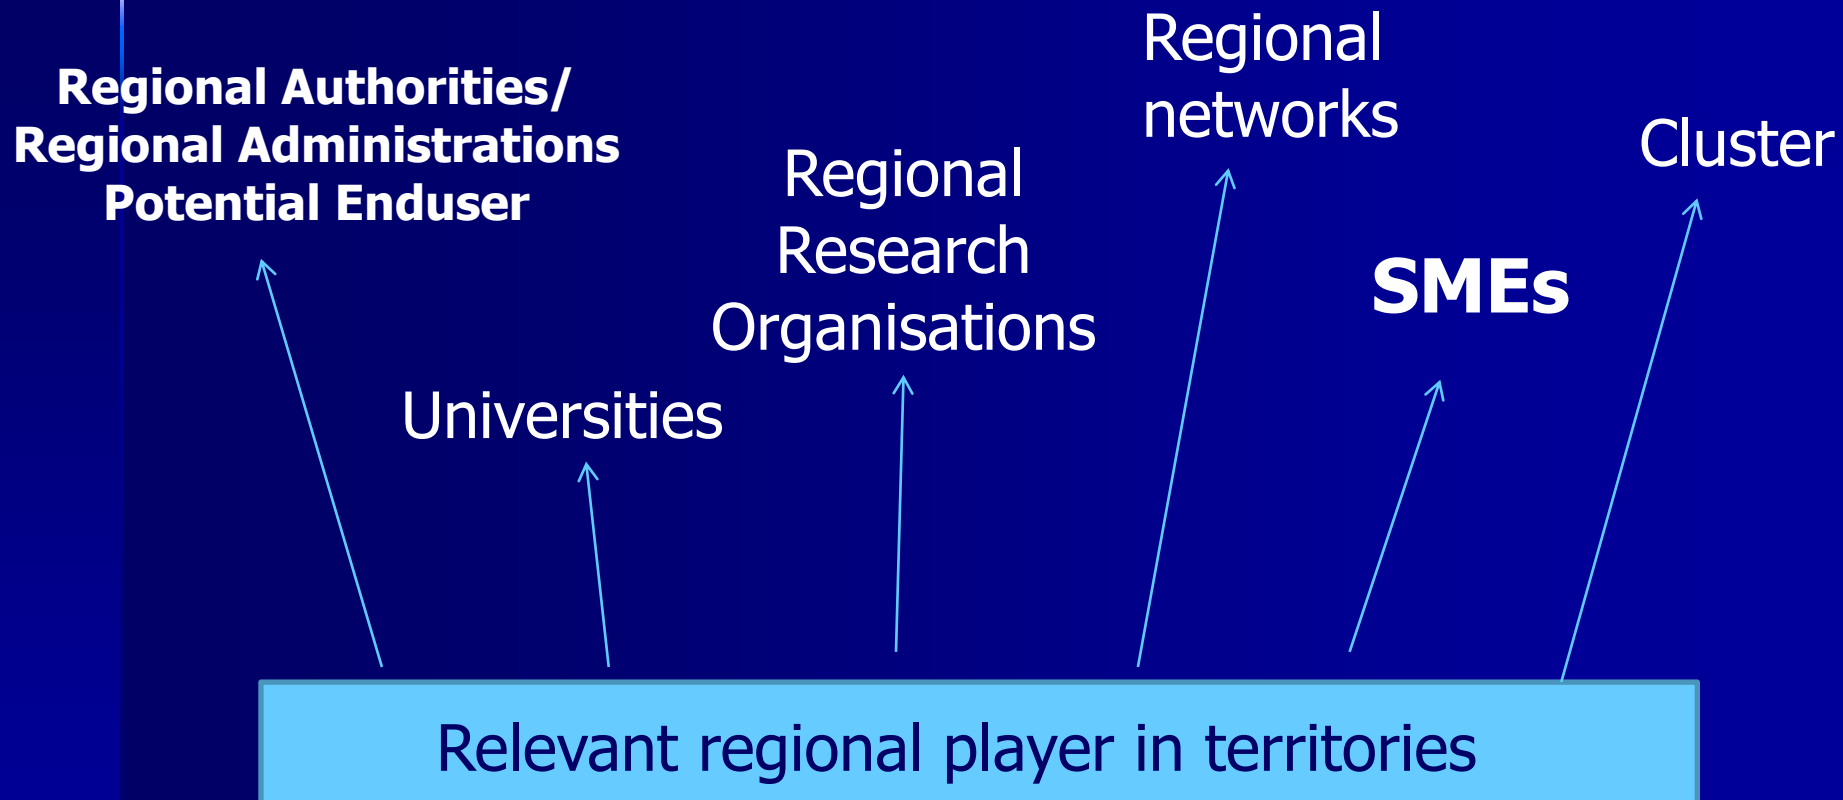 Regional Authorities/
Regional Administrations
Potential Enduser
Universities
Regional
Research
Organisations
Regional
networks
SMEs
Cluster
Relevant regional player in territories